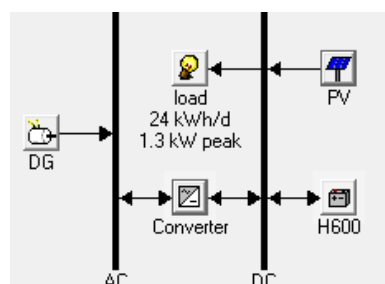 load
24 kWh/d
1.3 kW peak
PV
DG
Converter
H600
AC
DC